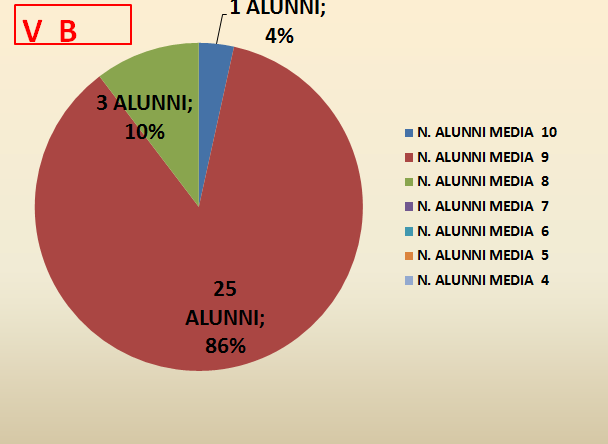 V B
1 ALUNNI;
4%
3 ALUNNI;
10%
25
ALUNNI;
86%
N. ALUNNI MEDIA 10
N. ALUNNI MEDIA 9
N. ALUNNI MEDIA 8
N. ALUNNI MEDIA 7
N. ALUNNI MEDIA 6
N. ALUNNI MEDIA 5
N. ALUNNI MEDIA 4